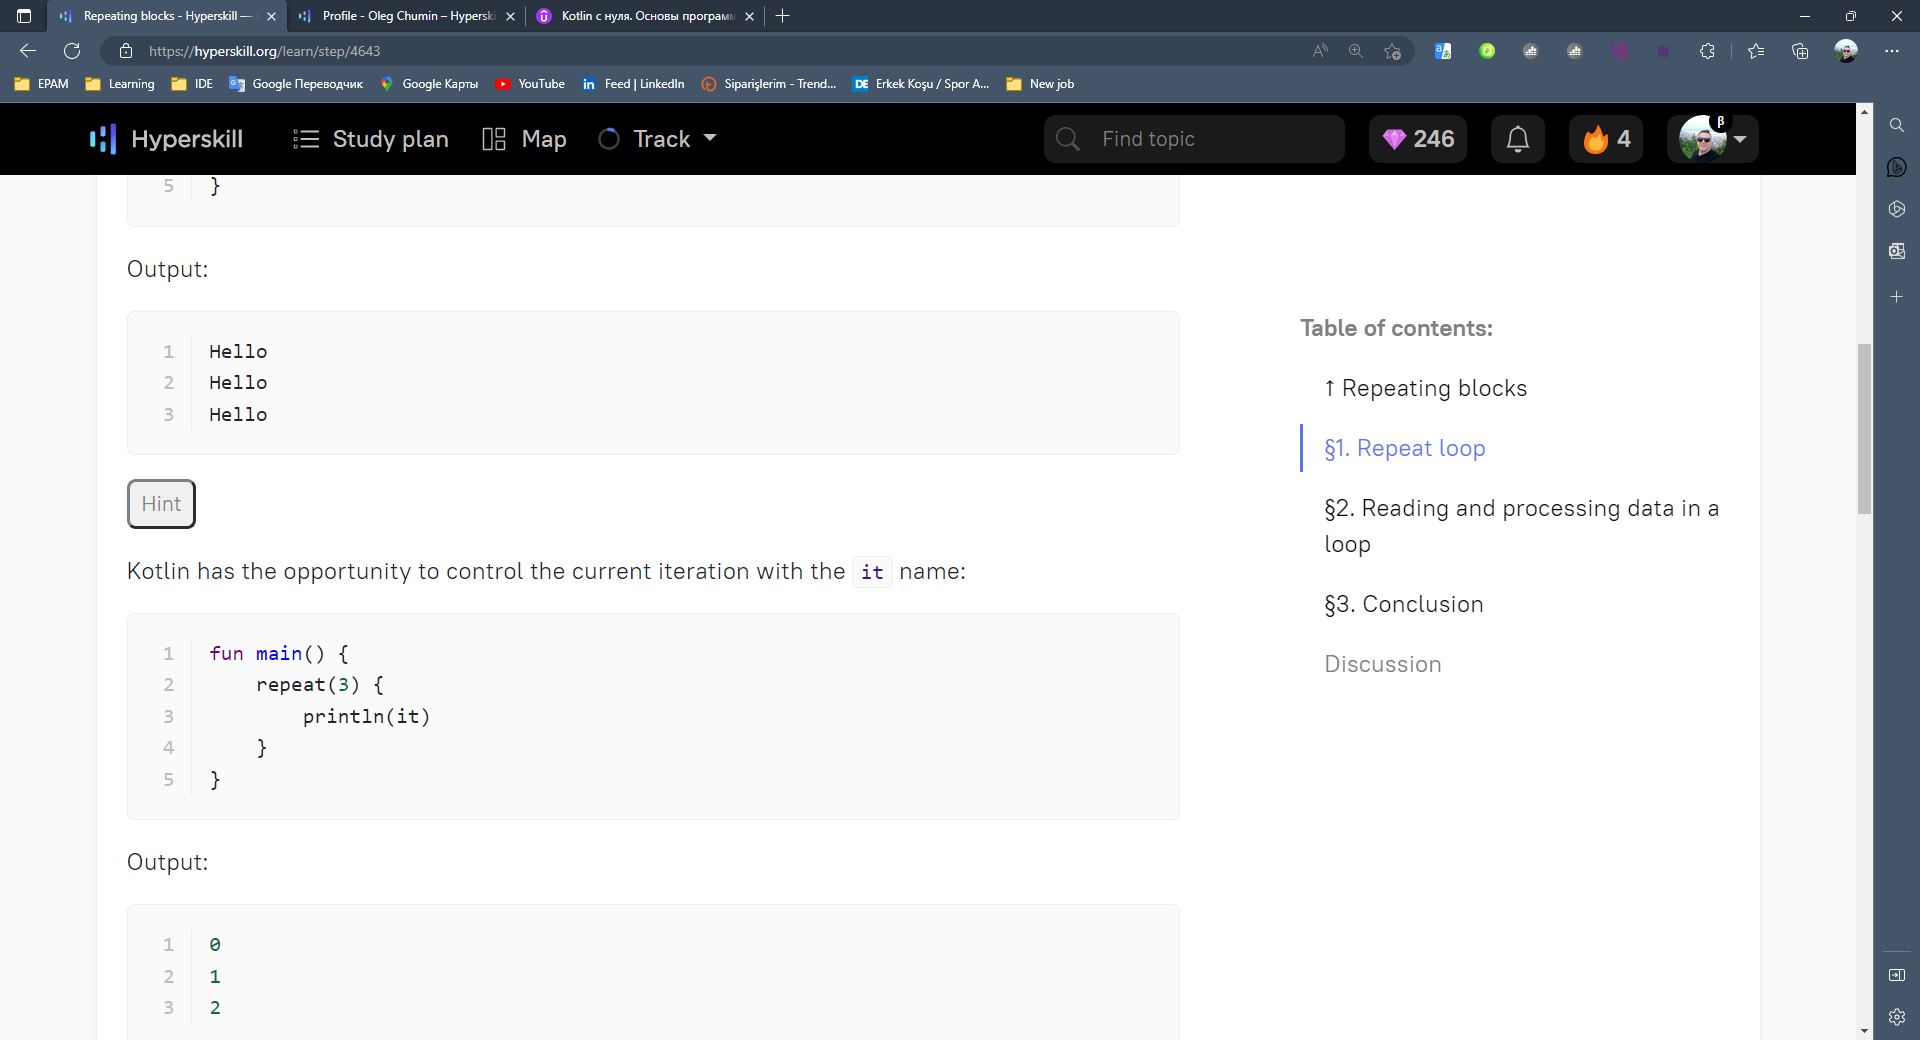 Repeating blocks - Hyperskill —
Profile - Oleg Chumin – Hyperski
Kotlin с нуля. Основы програм
https://hyperskill.org/learn/step/4643
EPAM
Learning
IDE
Google Переводчик
Google Карты
YouTube
Feed | LinkedIn
Siparişlerim - Trend...
Erkek Koşu / Spor A...
New job
Hyperskill
Study plan
Map
Track
Find topic
246
4
β
5 }
Output:
1 Hello
2 Hello
3 Hello
Hint
Kotlin has the opportunity to control the current iteration with the it name:
1 fun main() {
2     repeat(3) {
3         println(it)
4     }
5 }
Output:
1 0
2 1
3 2
Table of contents:
↑ Repeating blocks
§1. Repeat loop
§2. Reading and processing data in a
loop
§3. Conclusion
Discussion